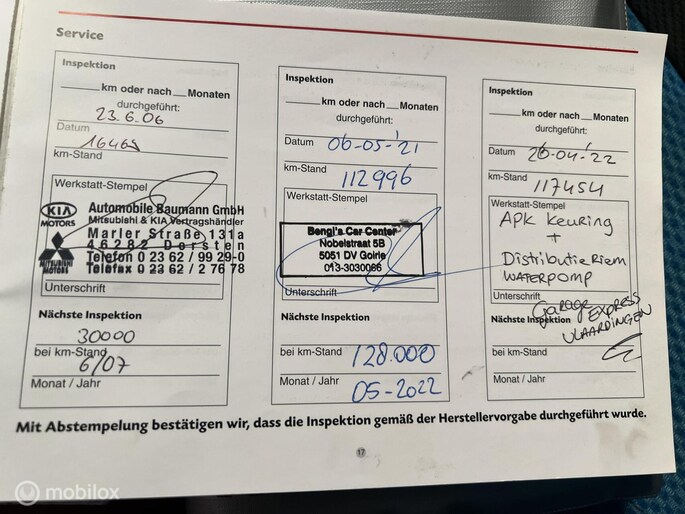 Service
Inspektion
km oder nach Monaten
durchgeführt:
23.6.06
Datum
16465
km-Stand
Werkstatt-Stempel
KIA MOTORS
MITSUBISHI MOTORS
Automobile Baumann GmbH
Mitsubishi & KIA Vertragshändler
Marler Straße 131a
46282 Dorsten
Telefon 0 23 62 / 99 29-0
Telefax 0 23 62 / 2 76 78
Unterschrift
Nächste Inspektion
30000
bei km-Stand
6/07
Monat / Jahr
Inspektion
km oder nach Monaten
durchgeführt:
Datum 06-05-'21
km-Stand
112996
Werkstatt-Stempel
Bengi's Car Center
Nobelstraat 5B
5051 DV Goirle
013-3030066
Unterschrift
Nächste Inspektion
bei km-Stand 128.000
Monat / Jahr
05-2022
Inspektion
km oder nach Monaten
durchgeführt:
Datum 26-04-'22
km-Stand
117454
Werkstatt-Stempel
APK Keuring
+
Distributie Riem
WATERPOMP
Unterschrift
GARAGE EXPRESS
VLAARDINGEN
Nächste Inspektion
bei km-Stand
Monat / Jahr
Mit Abstempelung bestätigen wir, dass die Inspektion gemäß der Herstellervorgabe durchgeführt wurde.
17
mobilox